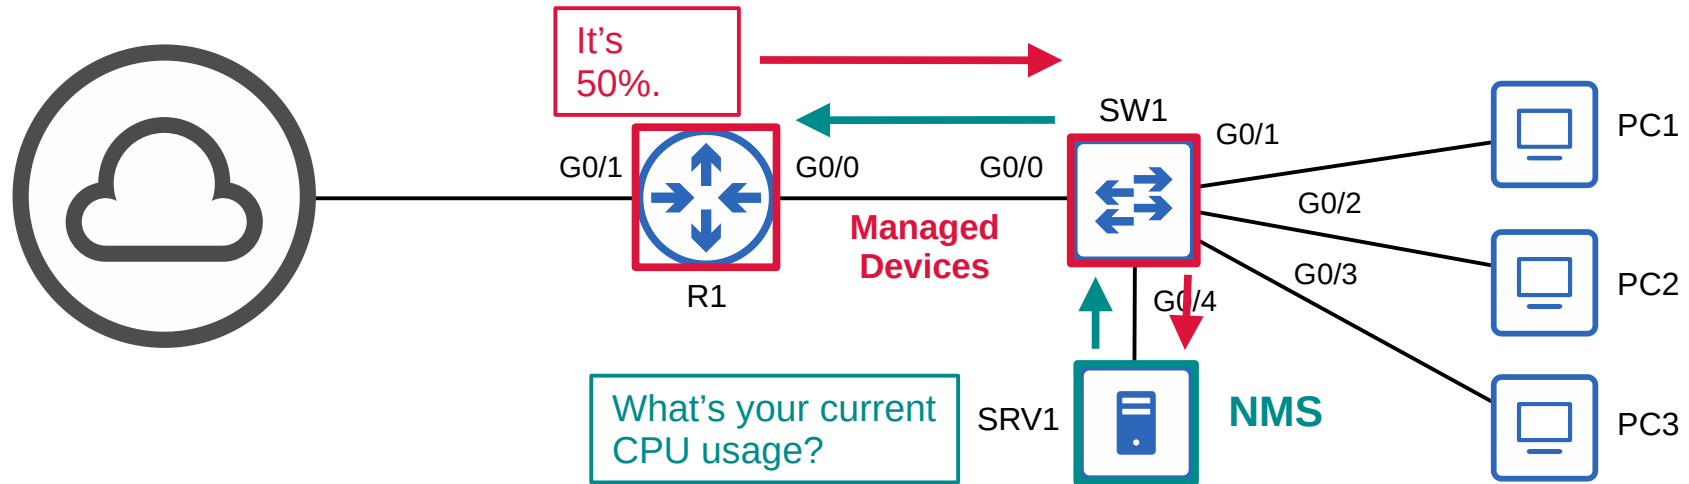 It's
50%.
SW1
G0/1
PC1
G0/1
G0/0
G0/0
G0/2
Managed
Devices
G0/3
R1
G0/4
PC2
What's your current
CPU usage?
SRV1
NMS
PC3